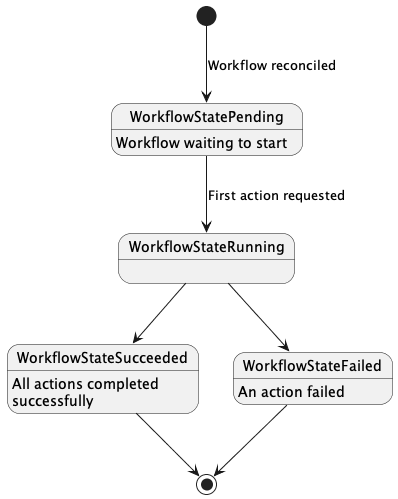 Workflow reconciled
WorkflowStatePending
Workflow waiting to start
First action requested
WorkflowStateRunning
WorkflowStateSucceeded
All actions completed
successfully
WorkflowStateFailed
An action failed